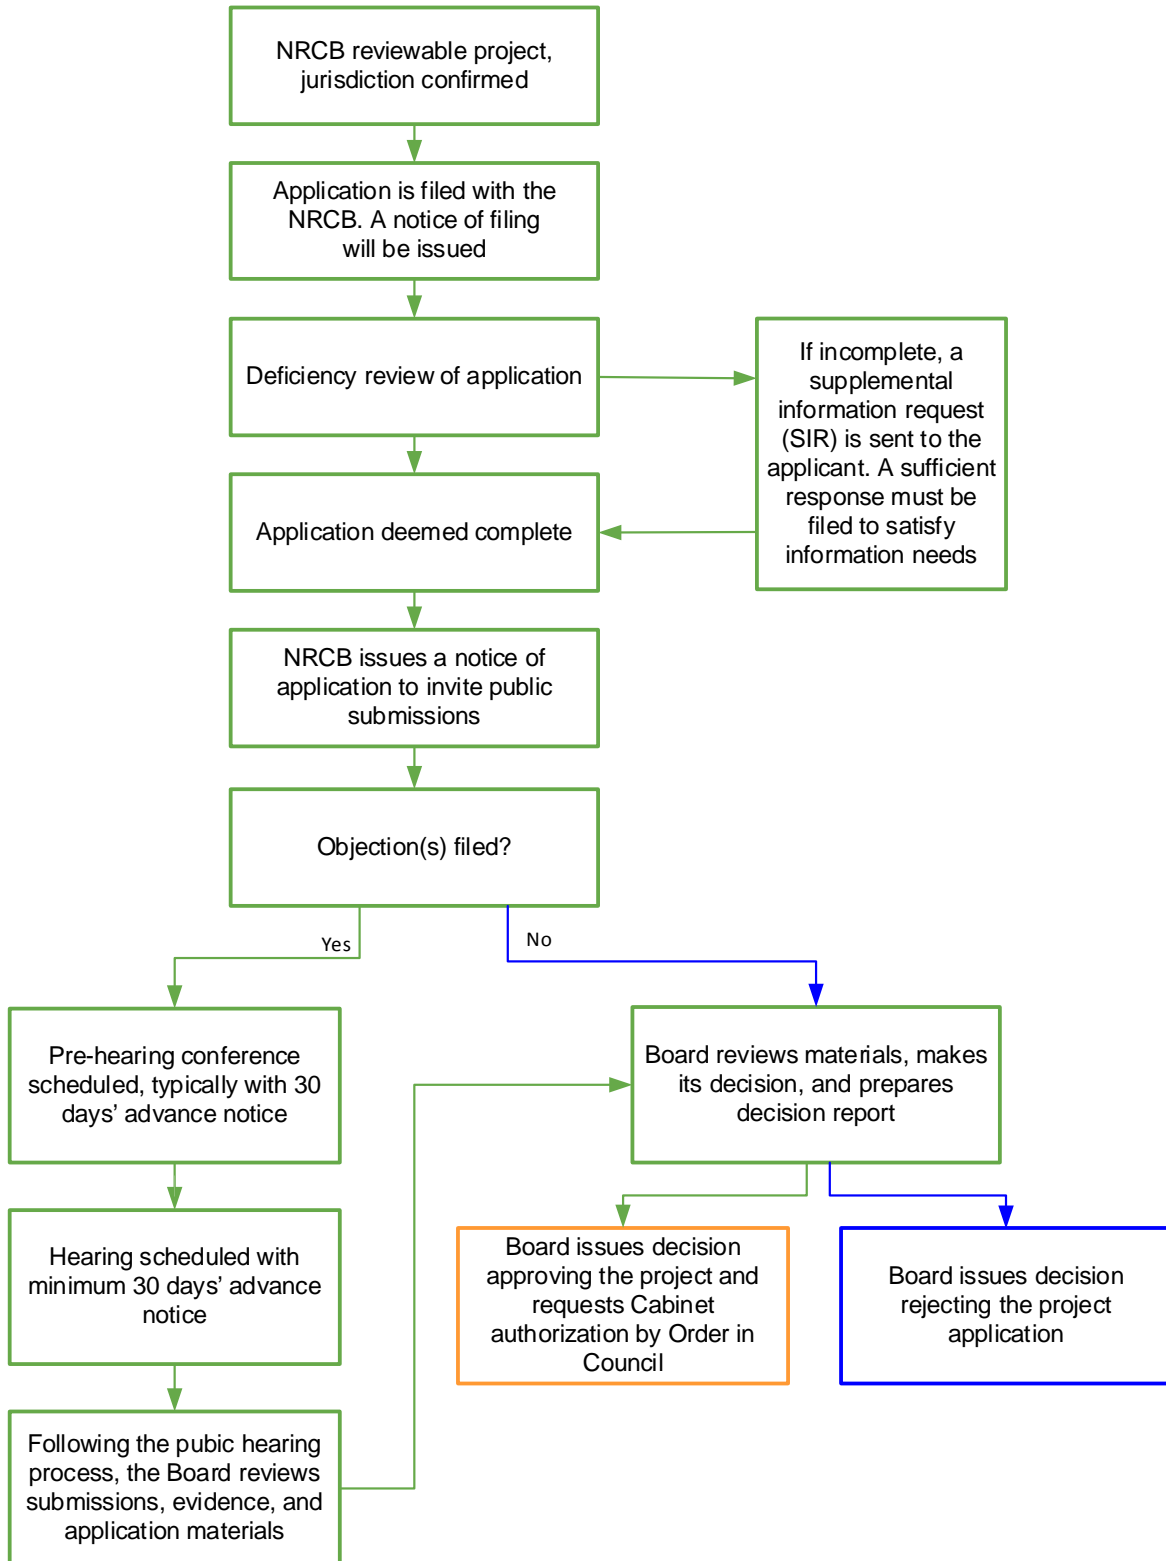 NRCB reviewable project,
jurisdiction confirmed
Application is filed with the
NRCB. A notice of filing
will be issued
Deficiency review of application
If incomplete, a
supplemental
information request
(SIR) is sent to the
applicant. A sufficient
response must be
filed to satisfy
information needs
Application deemed complete
NRCB issues a notice of
application to invite public
submissions
Objection(s) filed?
Yes
No
Pre-hearing conference
scheduled, typically with 30
days’ advance notice
Board reviews materials, makes
its decision, and prepares
decision report
Hearing scheduled with
minimum 30 days’ advance
notice
Board issues decision
approving the project and
requests Cabinet
authorization by Order in
Council
Board issues decision
rejecting the project
application
Following the pubic hearing
process, the Board reviews
submissions, evidence, and
application materials